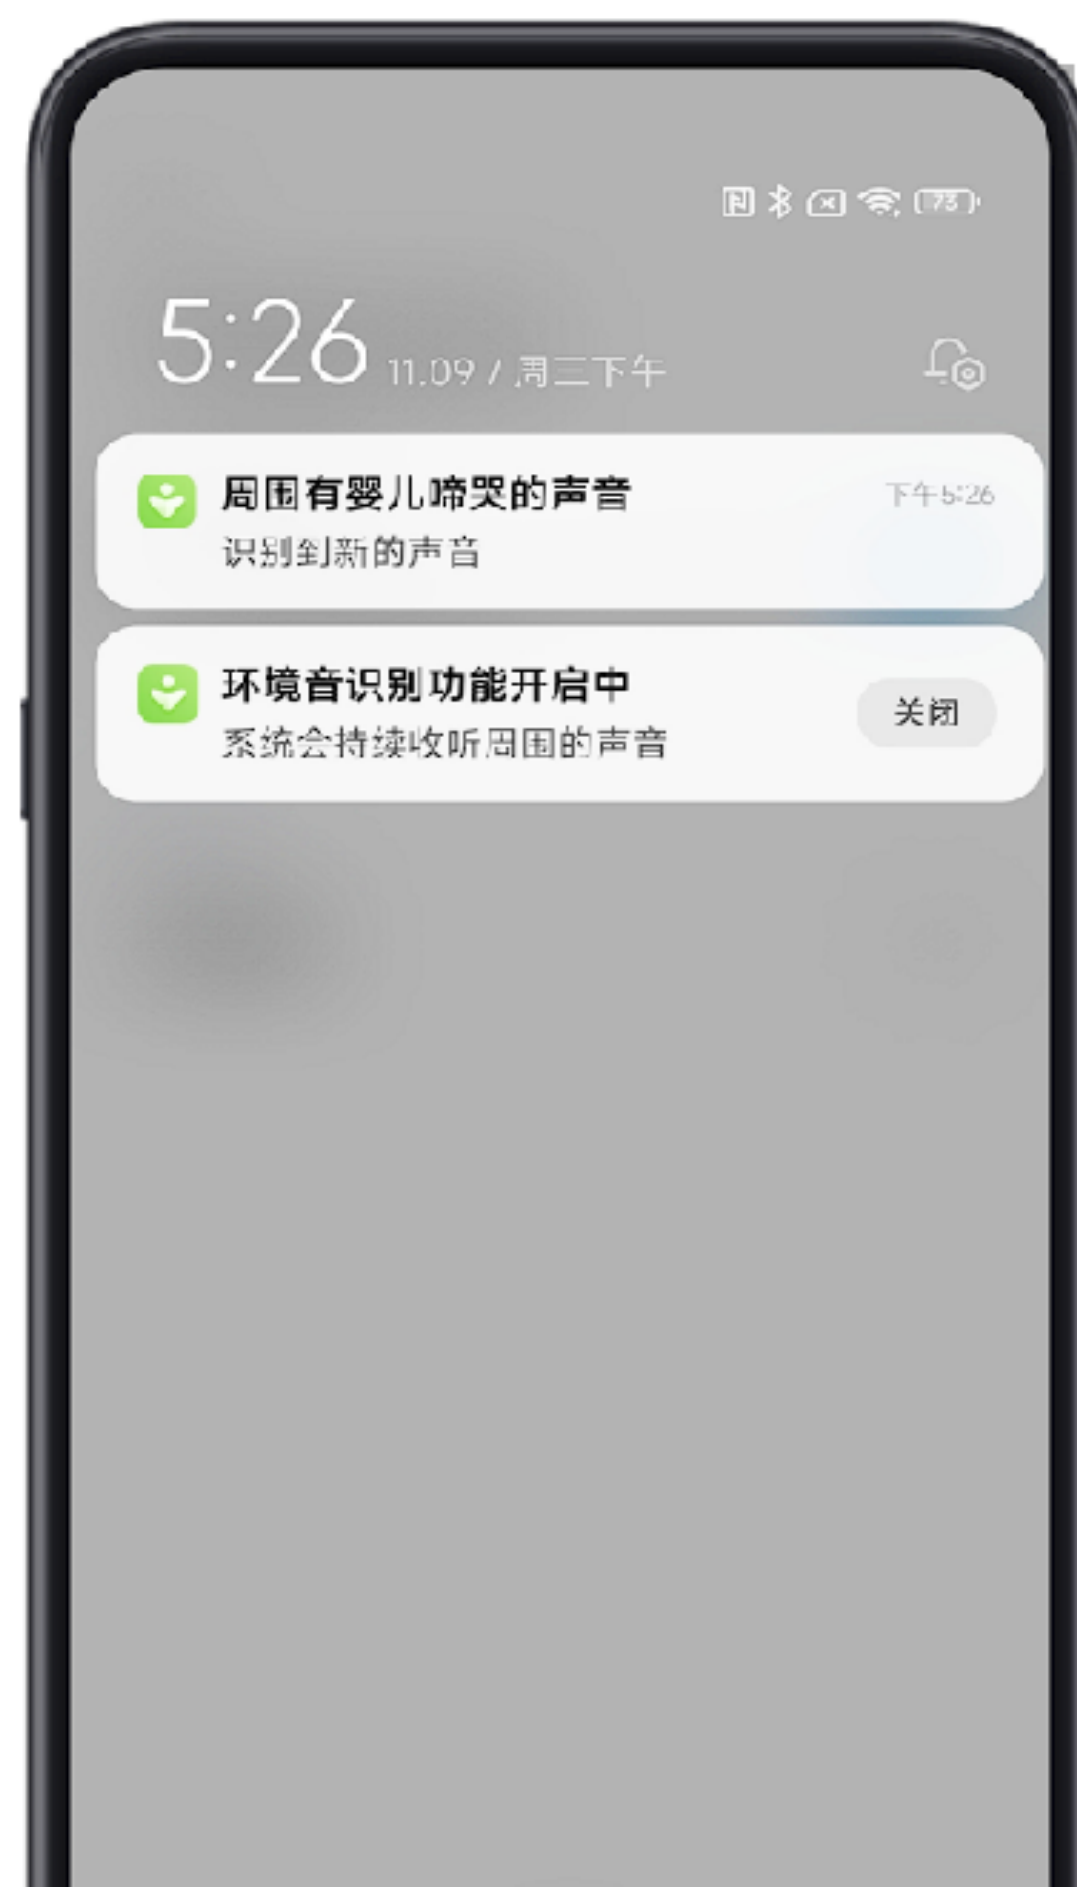 73
5:26 11.09 / 周三下午
周围有婴儿啼哭的声音 下午5:26
识别到新的声音
环境音识别功能开启中
系统会持续收听周围的声音 关闭